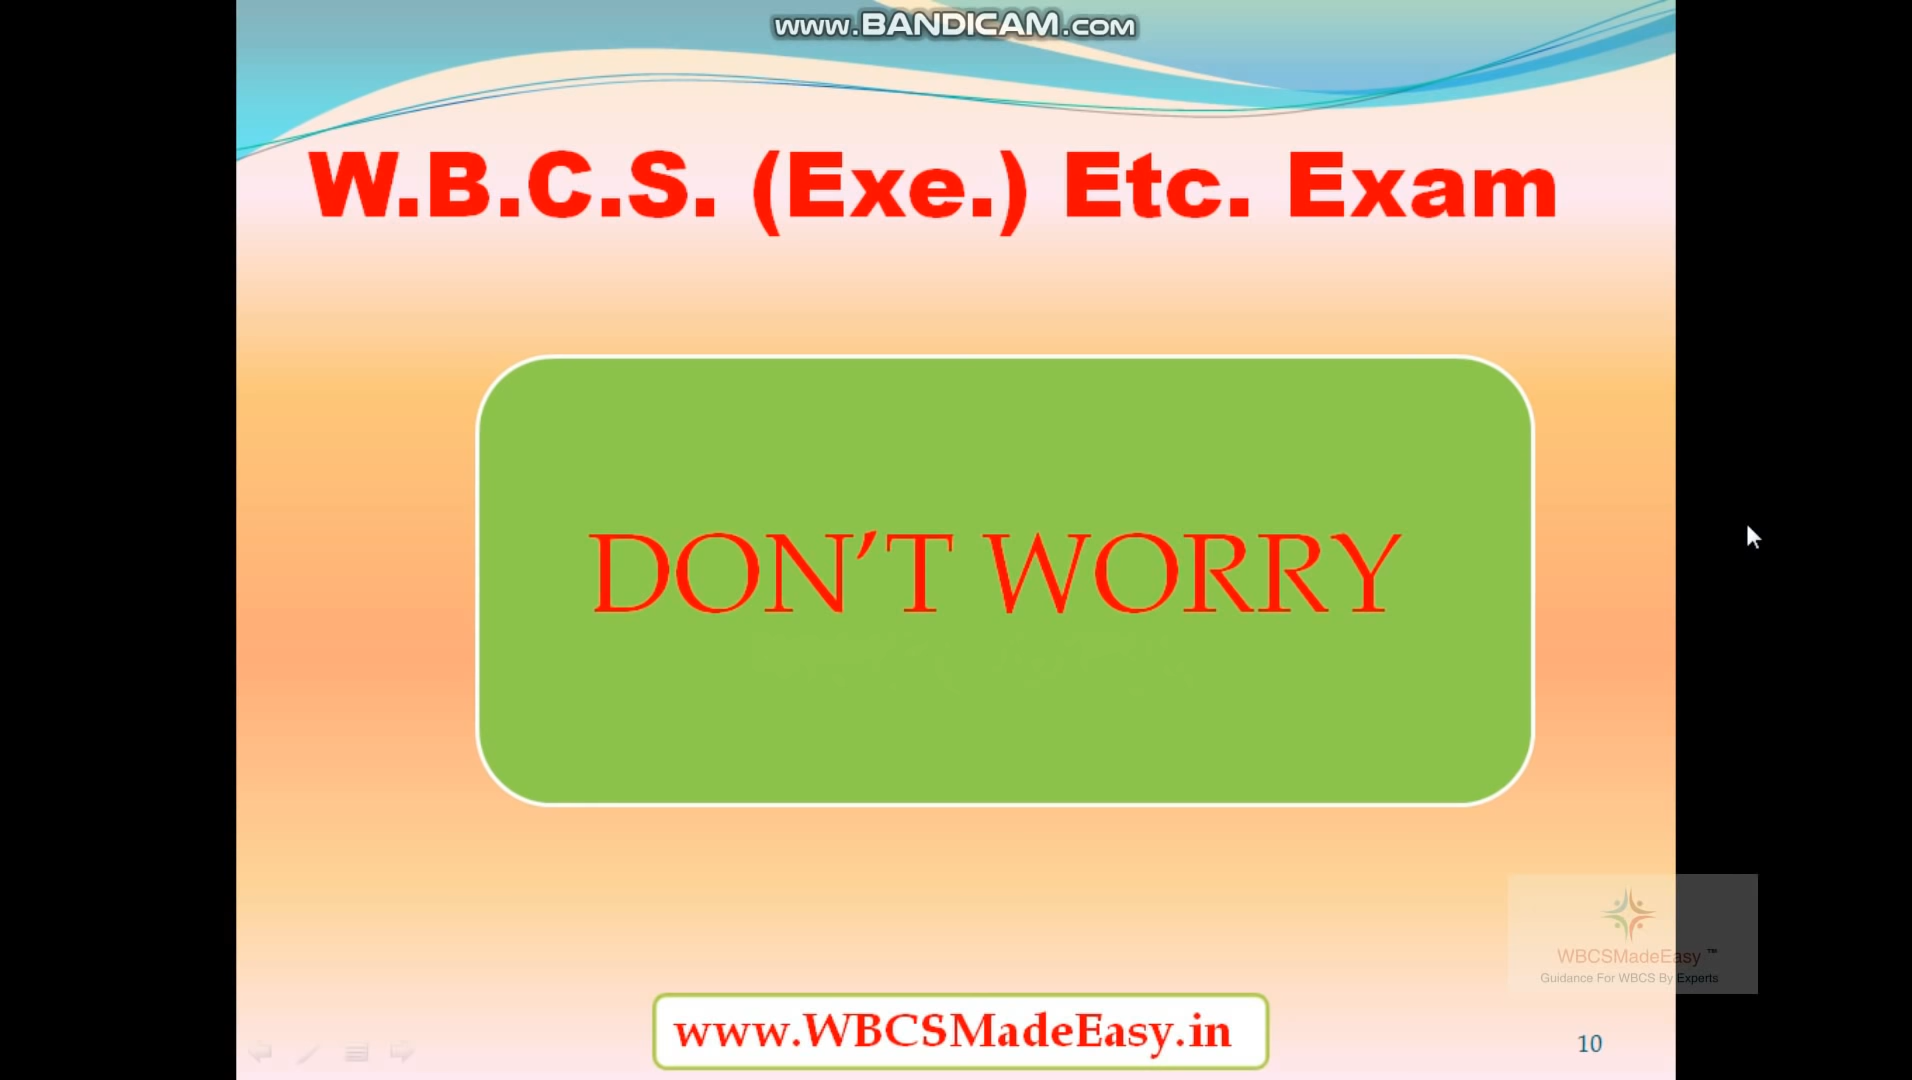 www.BANDICAM.com
W.B.C.S. (Exe.) Etc. Exam
DON’T WORRY
WBCSMadeEasy ™
Guidance For WBCS By Experts
www.WBCSMadeEasy.in
10